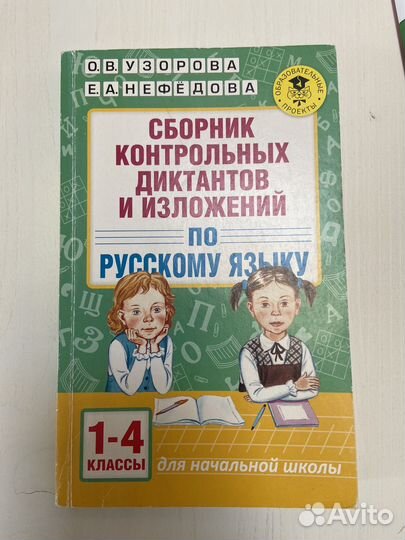 О.В. УЗОРОВА
Е.А. НЕФЁДОВА
ОБРАЗОВАТЕЛЬНЫЕ
ПРОЕКТЫ
СБОРНИК
КОНТРОЛЬНЫХ
ДИКТАНТОВ
И ИЗЛОЖЕНИЙ
ПО
РУССКОМУ ЯЗЫКУ
1-4
КЛАССЫ
для начальной школы
Avito